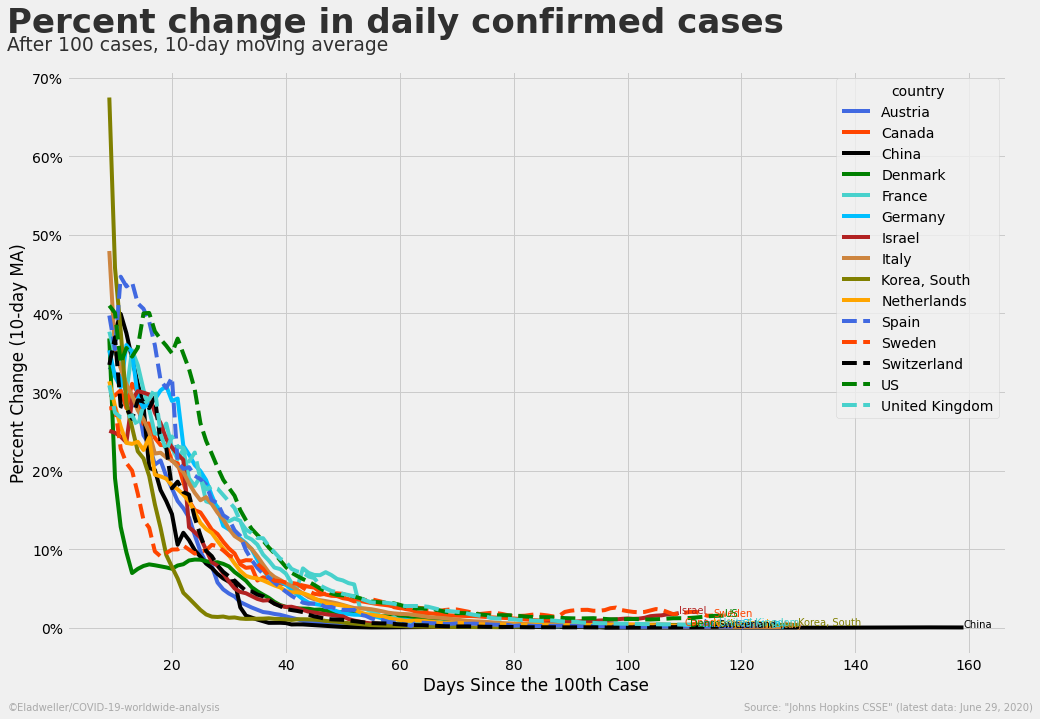 Percent change in daily confirmed cases
After 100 cases, 10-day moving average
70%
60%
50%
40%
30%
20%
10%
0%
Percent Change (10-day MA)
country
Austria
Canada
China
Denmark
France
Germany
Israel
Italy
Korea, South
Netherlands
Spain
Sweden
Switzerland
US
United Kingdom
Israel
Sweden
US
Switzerland
Korea, South
China
20
40
60
80
100
120
140
160
Days Since the 100th Case
©Eladweller/COVID-19-worldwide-analysis
Source: "Johns Hopkins CSSE" (latest data: June 29, 2020)